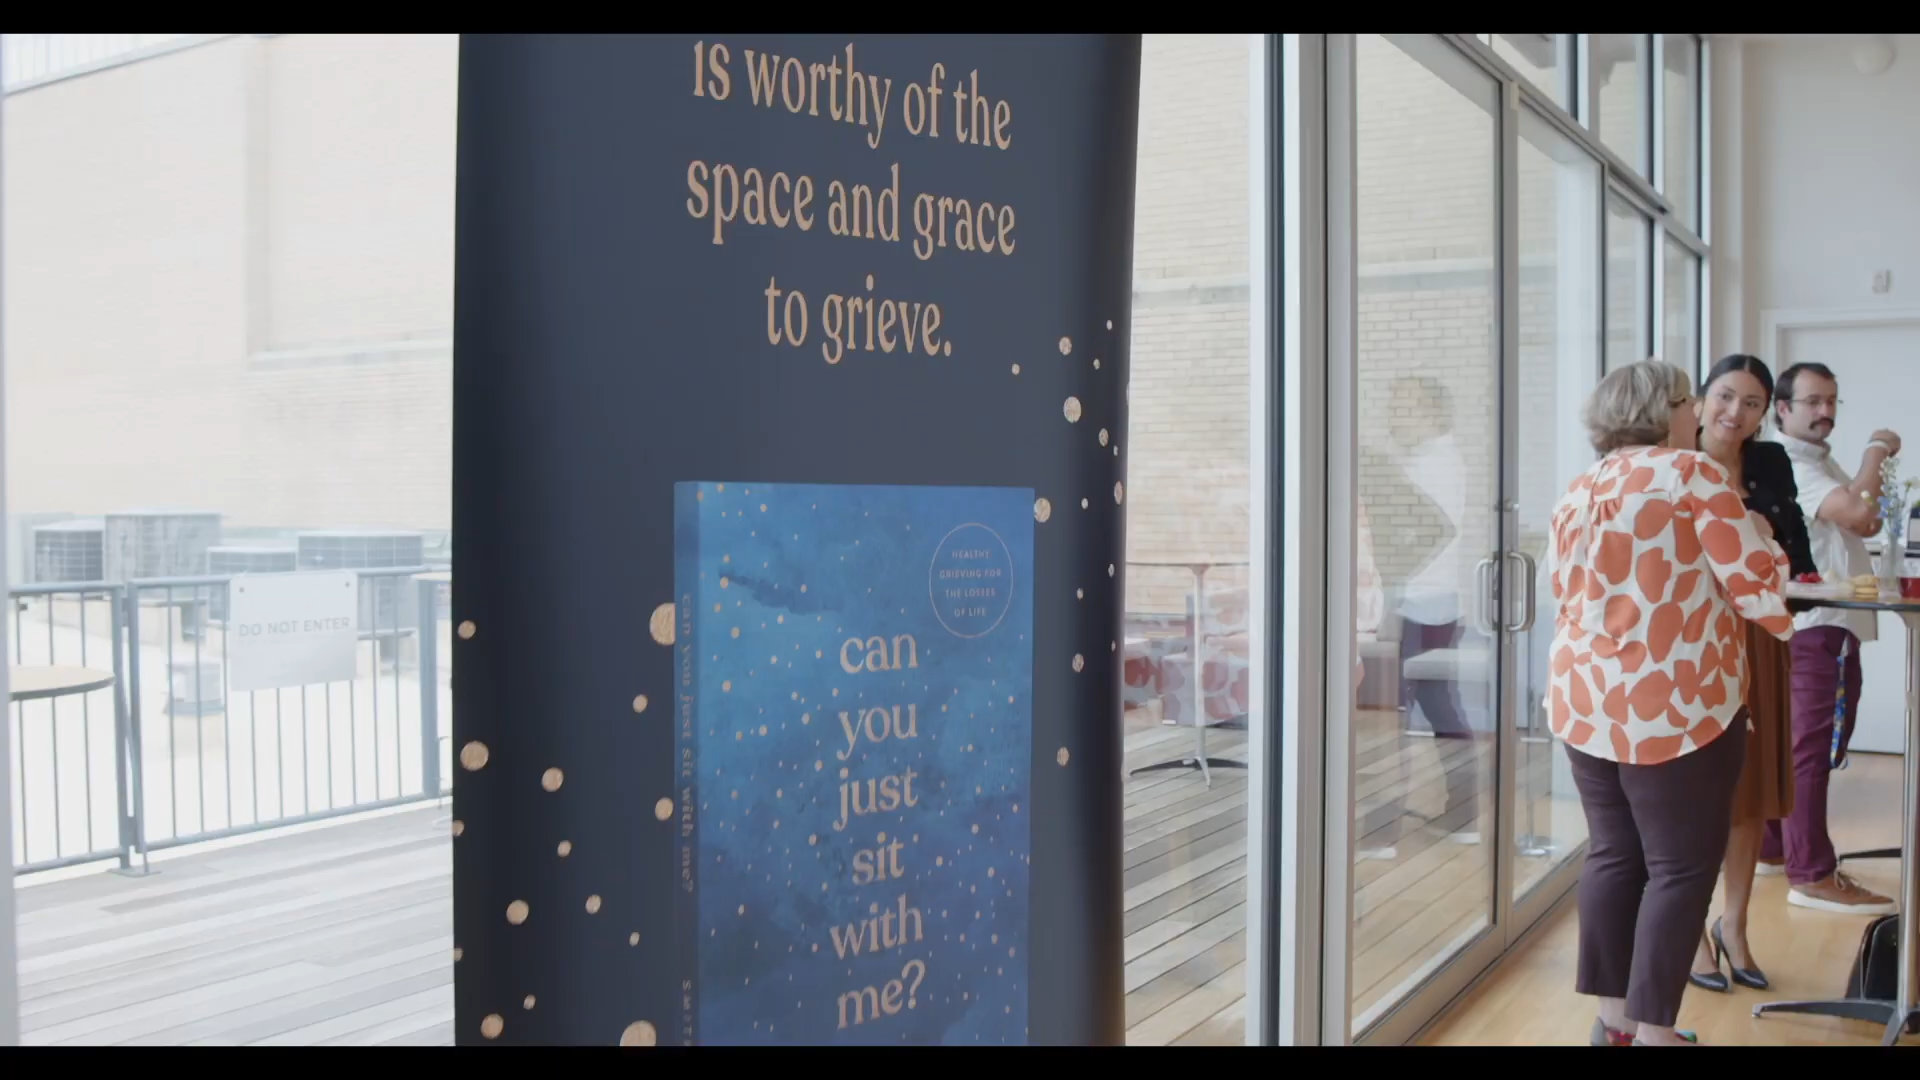 is worthy of the
space and grace
to grieve.
HEALTHY
GRIEVING FOR
THE LOSSES
OF LIFE
can
you
just
sit
with
me?
can you just sit with me?
DO NOT ENTER